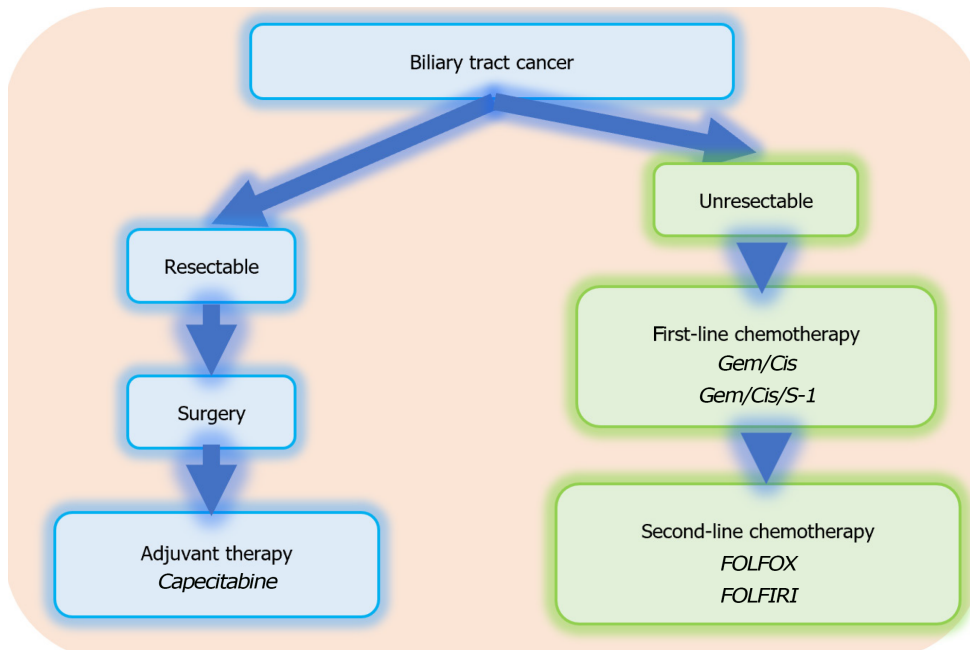 Biliary tract cancer
Resectable
Surgery
Adjuvant therapy
Capecitabine
Unresectable
First-line chemotherapy
Gem/Cis
Gem/Cis/S-1
Second-line chemotherapy
FOLFOX
FOLFIRI